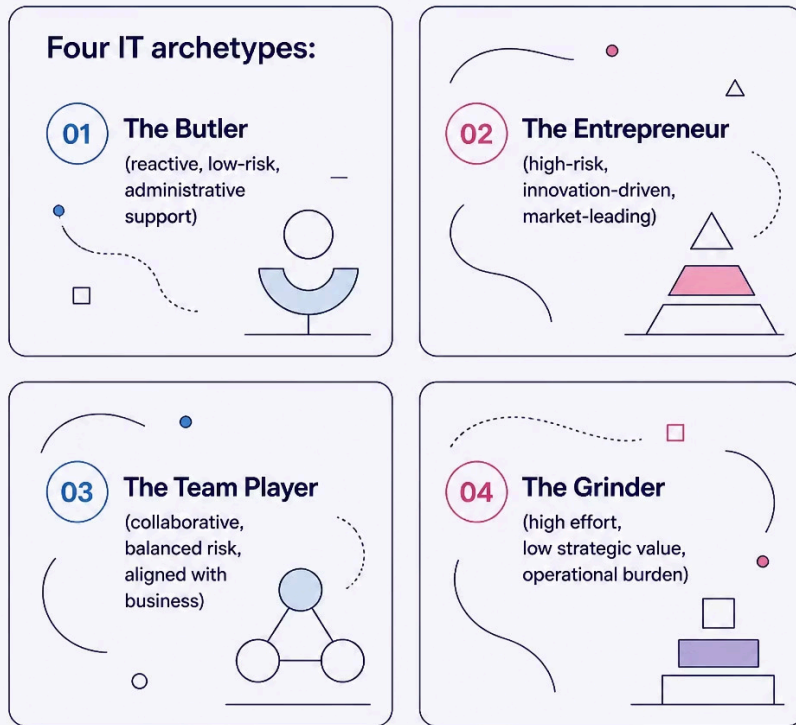 Four IT archetypes:
01
The Butler
(reactive, low-risk,
administrative
support)
02
The Entrepreneur
(high-risk,
innovation-driven,
market-leading)
03
The Team Player
(collaborative,
balanced risk,
aligned with
business)
04
The Grinder
(high effort,
low strategic value,
operational burden)